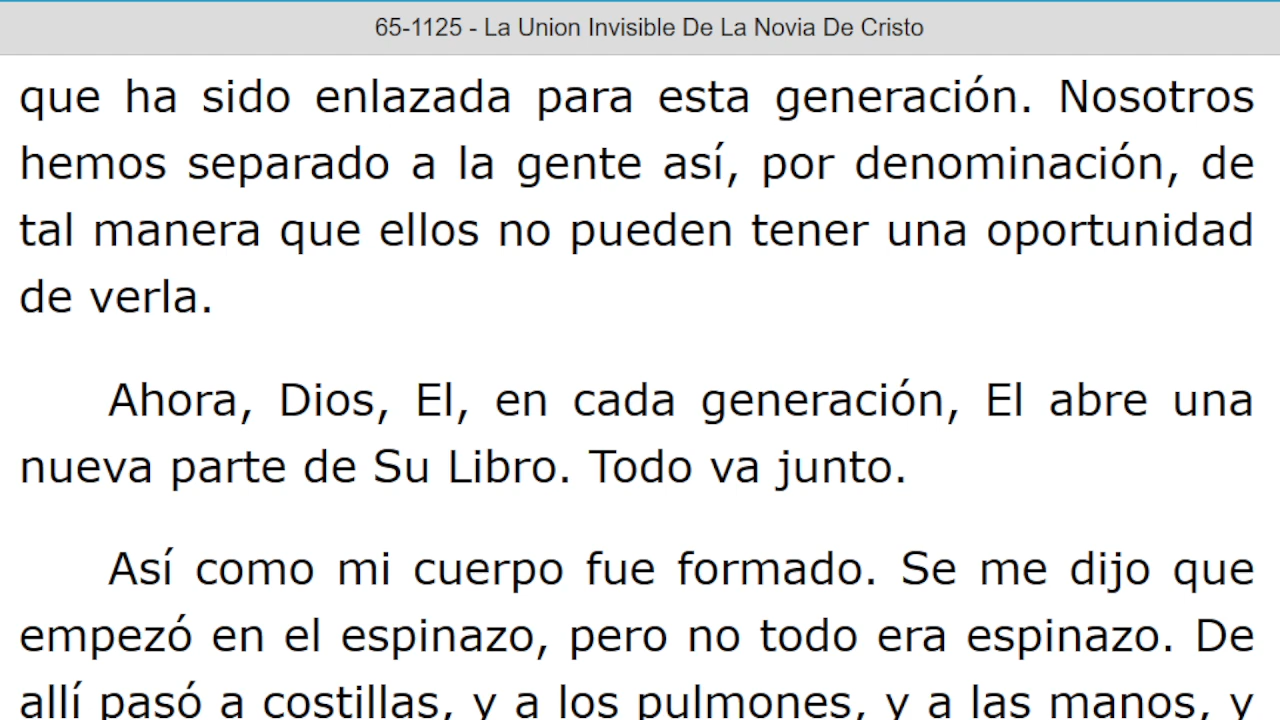 65-1125 - La Union Invisible De La Novia De Cristo
que ha sido enlazada para esta generación. Nosotros
hemos separado a la gente así, por denominación, de
tal manera que ellos no pueden tener una oportunidad
de verla.
Ahora, Dios, El, en cada generación, El abre una
nueva parte de Su Libro. Todo va junto.
Así como mi cuerpo fue formado. Se me dijo que
empezó en el espinazo, pero no todo era espinazo. De
allí pasó a costillas, y a los pulmones, y a las manos, y